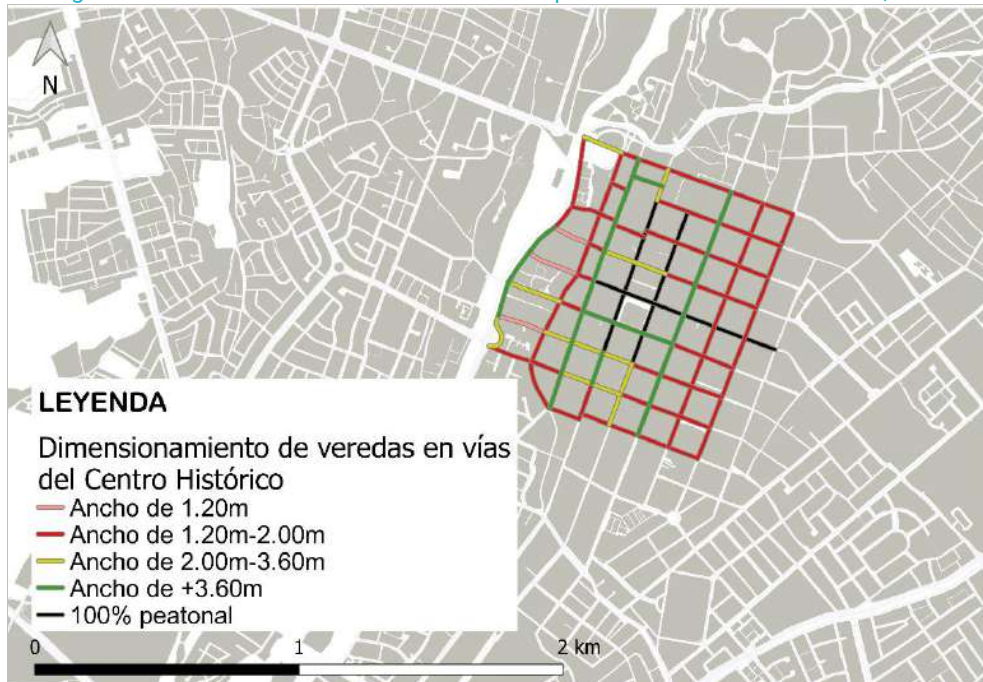 N
LEYENDA
Dimensionamiento de veredas en vías
del Centro Histórico
Ancho de 1.20m
Ancho de 1.20m-2.00m
Ancho de 2.00m-3.60m
Ancho de +3.60m
100% peatonal
0 1 2 km